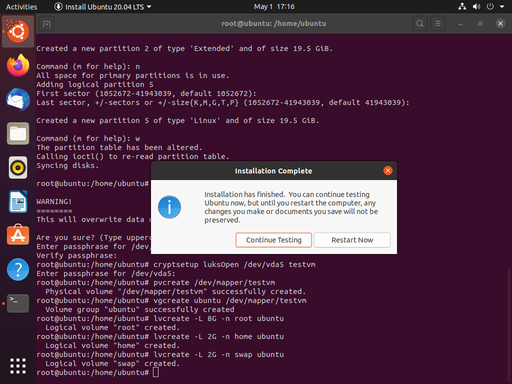 Activities
Install Ubuntu 20.04 LTS
May 1 17:16
root@ubuntu: /home/ubuntu
Created a new partition 2 of type 'Extended' and of size 19.5 GiB.
Command (m for help): n
All space for primary partitions is in use.
Adding logical partition 5
First sector (1052672-41943039, default 1052672):
Last sector, +/-sectors or +/-size{K,M,G,T,P} (1052672-41943039, default 41943039):
Created a new partition 5 of type 'Linux' and of size 19.5 GiB.
Command (m for help): w
The partition table has been altered.
Calling ioctl() to re-read partition table.
Syncing disks.
root@ubuntu:/home/ubuntu#
WARNING!
========
This will overwrite data
Are you sure? (Type upperc
Enter passphrase for /dev/
Verify passphrase:
root@ubuntu:/home/ubuntu# cryptsetup luksOpen /dev/vda5 testvm
Enter passphrase for /dev/vda5:
root@ubuntu:/home/ubuntu# pvcreate /dev/mapper/testvm
Physical volume "/dev/mapper/testvm" successfully created.
root@ubuntu:/home/ubuntu# vgcreate ubuntu /dev/mapper/testvm
Volume group "ubuntu" successfully created
root@ubuntu:/home/ubuntu# lvcreate -L 8G -n root ubuntu
Logical volume "root" created.
root@ubuntu:/home/ubuntu# lvcreate -L 2G -n home ubuntu
Logical volume "home" created.
root@ubuntu:/home/ubuntu# lvcreate -L 2G -n swap ubuntu
Logical volume "swap" created.
root@ubuntu:/home/ubuntu#
Installation Complete
Installation has finished. You can continue testing
Ubuntu now, but until you restart the computer, any
changes you make or documents you save will not be
preserved.
Continue Testing
Restart Now